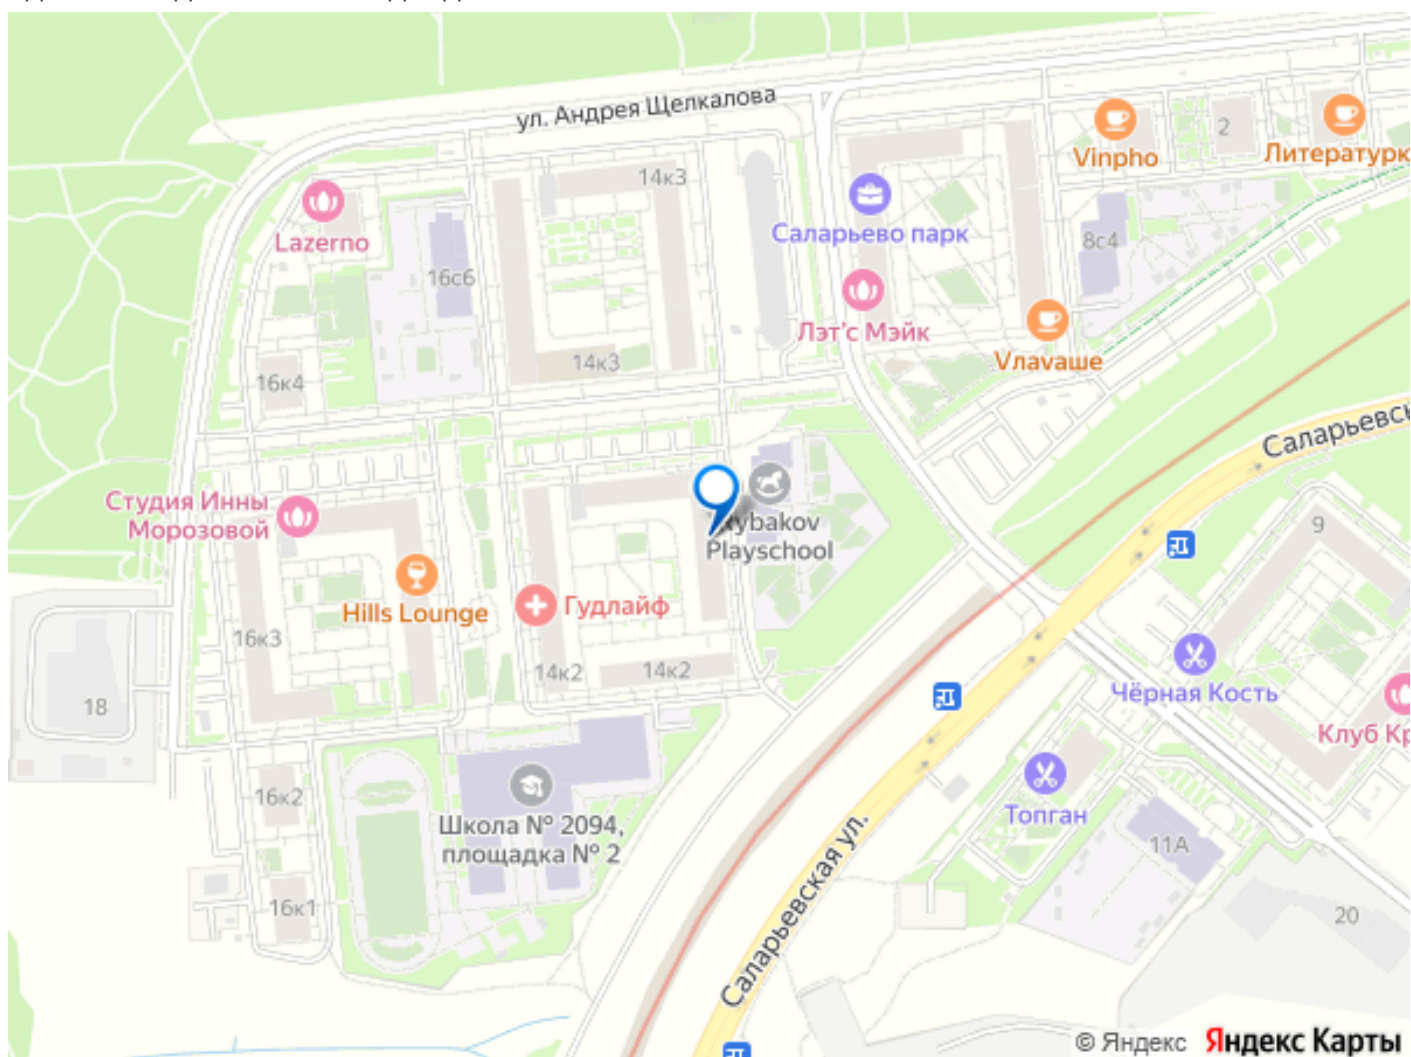 ул. Андрея Щелкалова
Vinpho
2
Литературк
14к3
Lazerno
Саларьево парк
8с4
16с6
Лэт'с Мэйк
Vлаvаше
14к3
16к4
Саларьевск
Студия Инны
Морозовой
Rybakov
Playschool
9
Hills Lounge
Гудлайф
16к3
14к2
14к2
Чёрная Кость
18
Клуб Кр
16к2
Школа № 2094,
площадка № 2
Топган
11А
16к1
Саларьевская ул.
20
© Яндекс Яндекс Карты